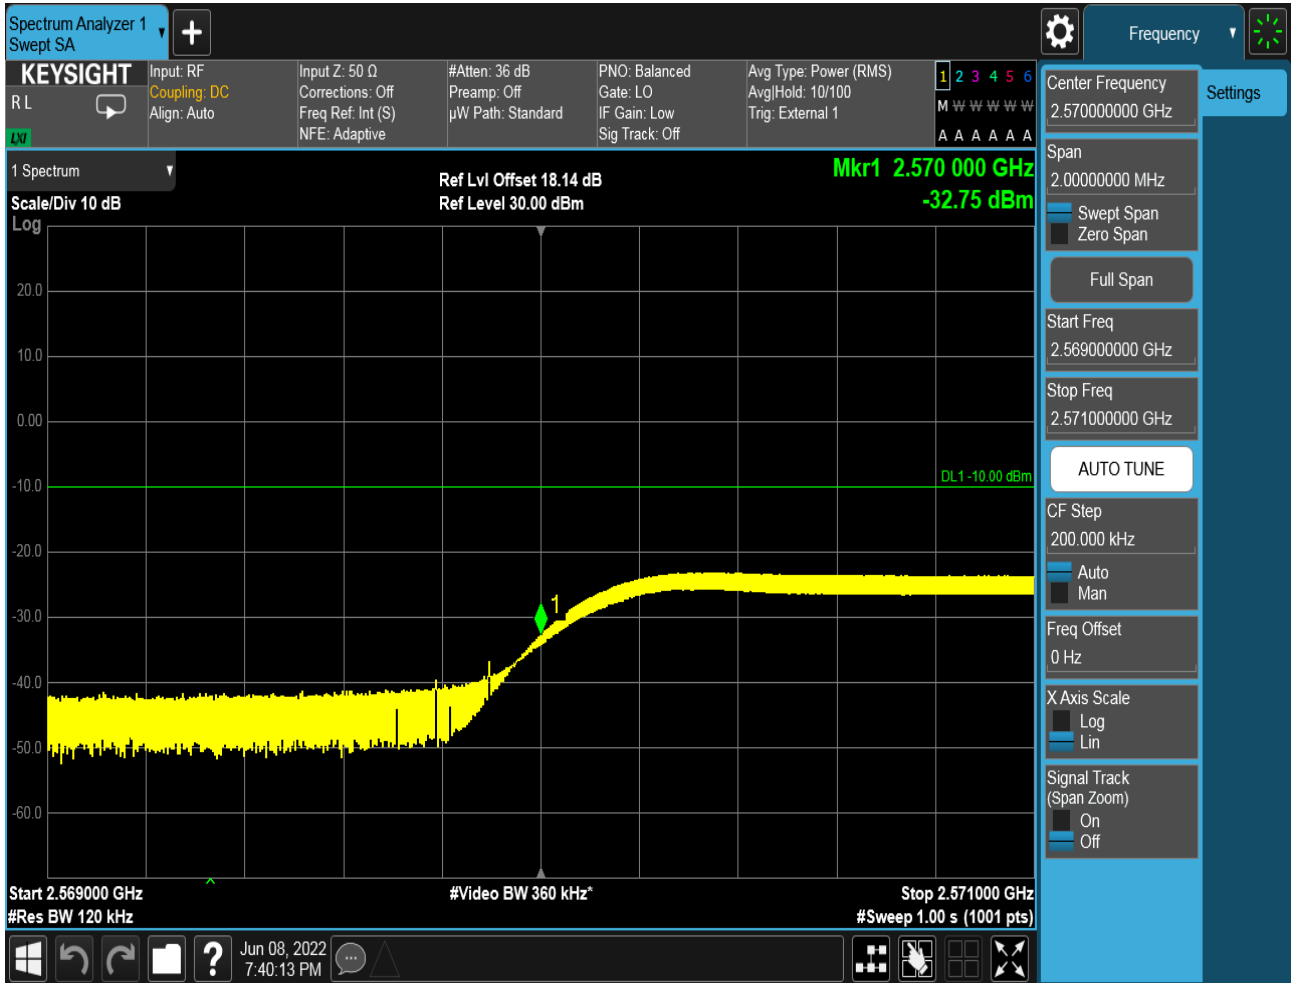 Spectrum Analyzer 1
Swept SA
Frequency
KEYSIGHT
R L
LXI
Input: RF
Coupling: DC
Align: Auto
Input Z: 50 Ω
Corrections: Off
Freq Ref: Int (S)
NFE: Adaptive
#Atten: 36 dB
Preamp: Off
µW Path: Standard
PNO: Balanced
Gate: LO
IF Gain: Low
Sig Track: Off
Avg Type: Power (RMS)
Avg|Hold: 10/100
Trig: External 1
1 2 3 4 5 6
M W W W W W
A A A A A A
1 Spectrum
Scale/Div 10 dB
Log
Ref Lvl Offset 18.14 dB
Ref Level 30.00 dBm
Mkr1 2.570 000 GHz
-32.75 dBm
20.0
10.0
0.00
-10.0
-20.0
-30.0
-40.0
-50.0
-60.0
DL1 -10.00 dBm
1
Start 2.569000 GHz
#Res BW 120 kHz
#Video BW 360 kHz*
Stop 2.571000 GHz
#Sweep 1.00 s (1001 pts)
Jun 08, 2022
7:40:13 PM
Center Frequency
2.570000000 GHz
Settings
Span
2.00000000 MHz
Swept Span
Zero Span
Full Span
Start Freq
2.569000000 GHz
Stop Freq
2.571000000 GHz
AUTO TUNE
CF Step
200.000 kHz
Auto
Man
Freq Offset
0 Hz
X Axis Scale
Log
Lin
Signal Track
(Span Zoom)
On
Off